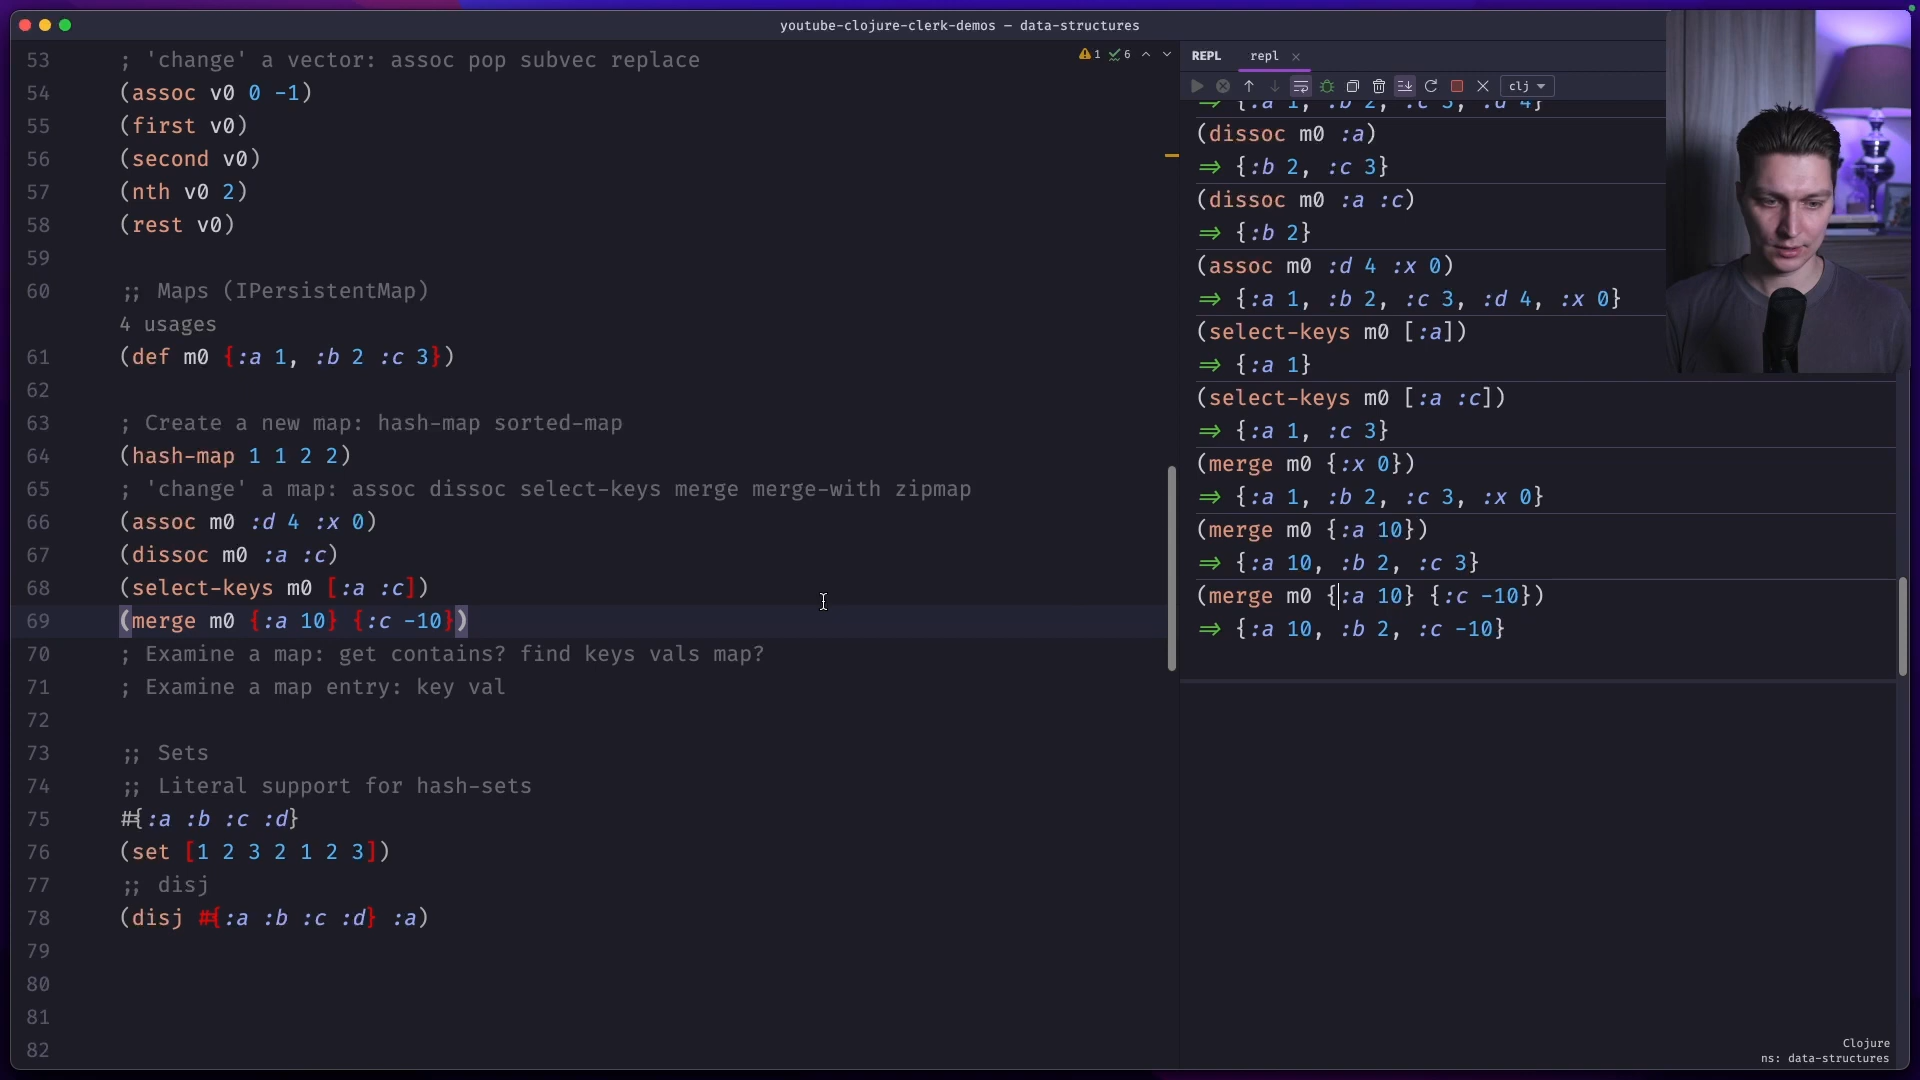 youtube-clojure-clerk-demos – data-structures
53 ; 'change' a vector: assoc pop subvec replace
54 (assoc v0 0 -1)
55 (first v0)
56 (second v0)
57 (nth v0 2)
58 (rest v0)
59
60 ;; Maps (IPersistentMap)
4 usages
61 (def m0 {:a 1, :b 2 :c 3})
62
63 ; Create a new map: hash-map sorted-map
64 (hash-map 1 1 2 2)
65 ; 'change' a map: assoc dissoc select-keys merge merge-with zipmap
66 (assoc m0 :d 4 :x 0)
67 (dissoc m0 :a :c)
68 (select-keys m0 [:a :c])
69 (merge m0 {:a 10} {:c -10})
70 ; Examine a map: get contains? find keys vals map?
71 ; Examine a map entry: key val
72
73 ;; Sets
74 ;; Literal support for hash-sets
75 #{:a :b :c :d}
76 (set [1 2 3 2 1 2 3])
77 ;; disj
78 (disj #{:a :b :c :d} :a)
79
80
81
82
1 6
REPL repl
clj
⇒ {:a 1, :b 2, :c 3, :d 4}
(dissoc m0 :a)
⇒ {:b 2, :c 3}
(dissoc m0 :a :c)
⇒ {:b 2}
(assoc m0 :d 4 :x 0)
⇒ {:a 1, :b 2, :c 3, :d 4, :x 0}
(select-keys m0 [:a])
⇒ {:a 1}
(select-keys m0 [:a :c])
⇒ {:a 1, :c 3}
(merge m0 {:x 0})
⇒ {:a 1, :b 2, :c 3, :x 0}
(merge m0 {:a 10})
⇒ {:a 10, :b 2, :c 3}
(merge m0 {:a 10} {:c -10})
⇒ {:a 10, :b 2, :c -10}
Clojure
ns: data-structures